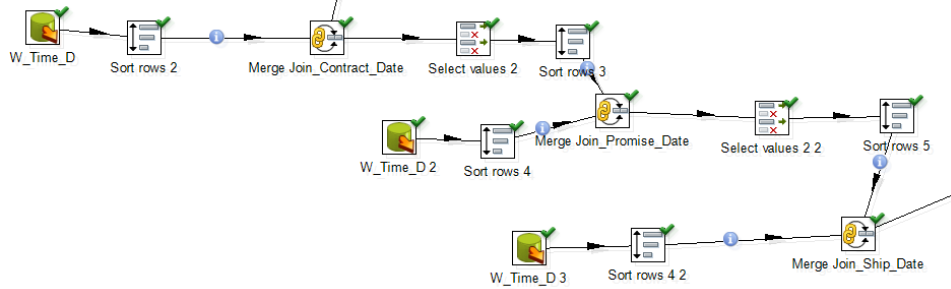 W_Time_D
Sort rows 2
Merge Join_Contract_Date
Select values 2
Sort rows 3
W_Time_D 2
Sort rows 4
Merge Join_Promise_Date
Select values 2 2
Sort rows 5
W_Time_D 3
Sort rows 4 2
Merge Join_Ship_Date